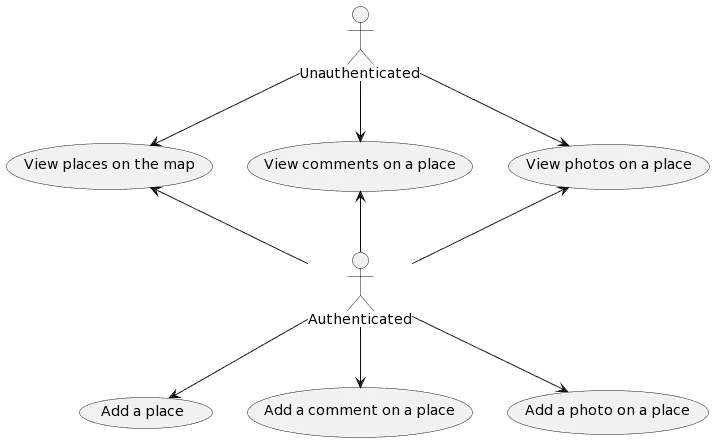 Unauthenticated
View places on the map
View comments on a place
View photos on a place
Authenticated
Add a place
Add a comment on a place
Add a photo on a place